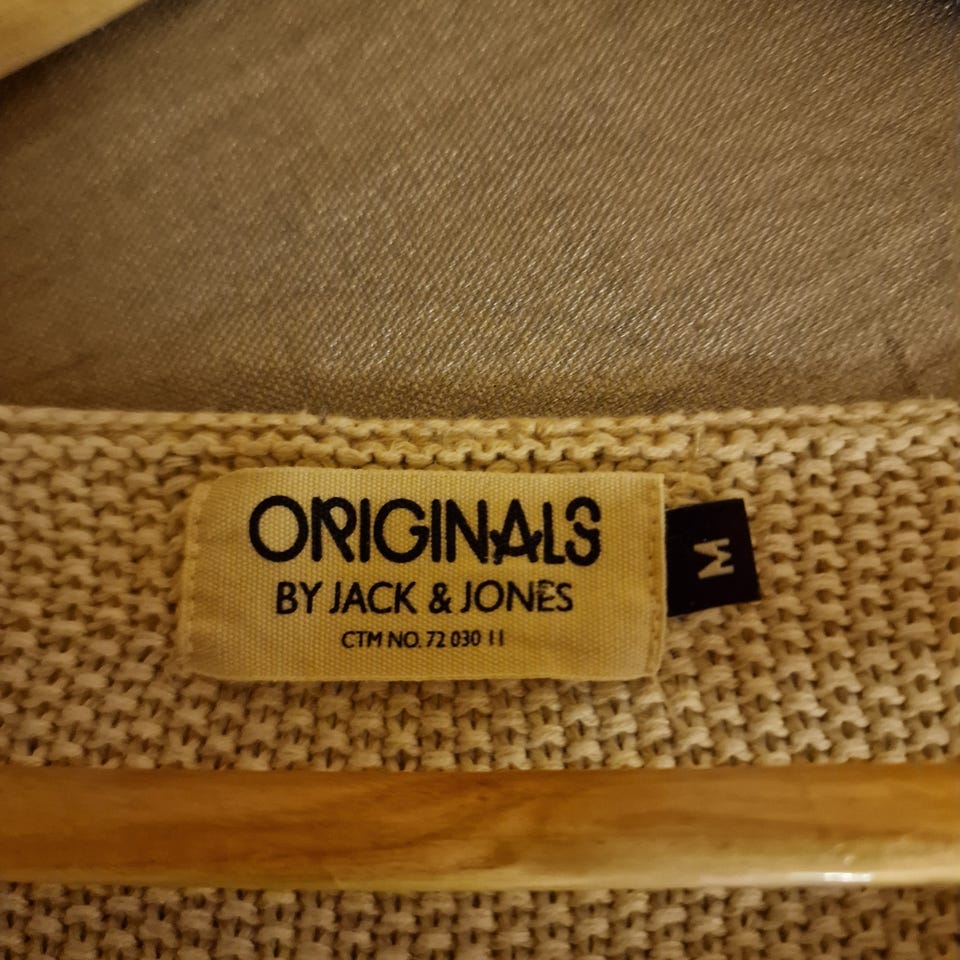 ORIGINALS
BY JACK & JONES
CTM NO. 72 030 11
M